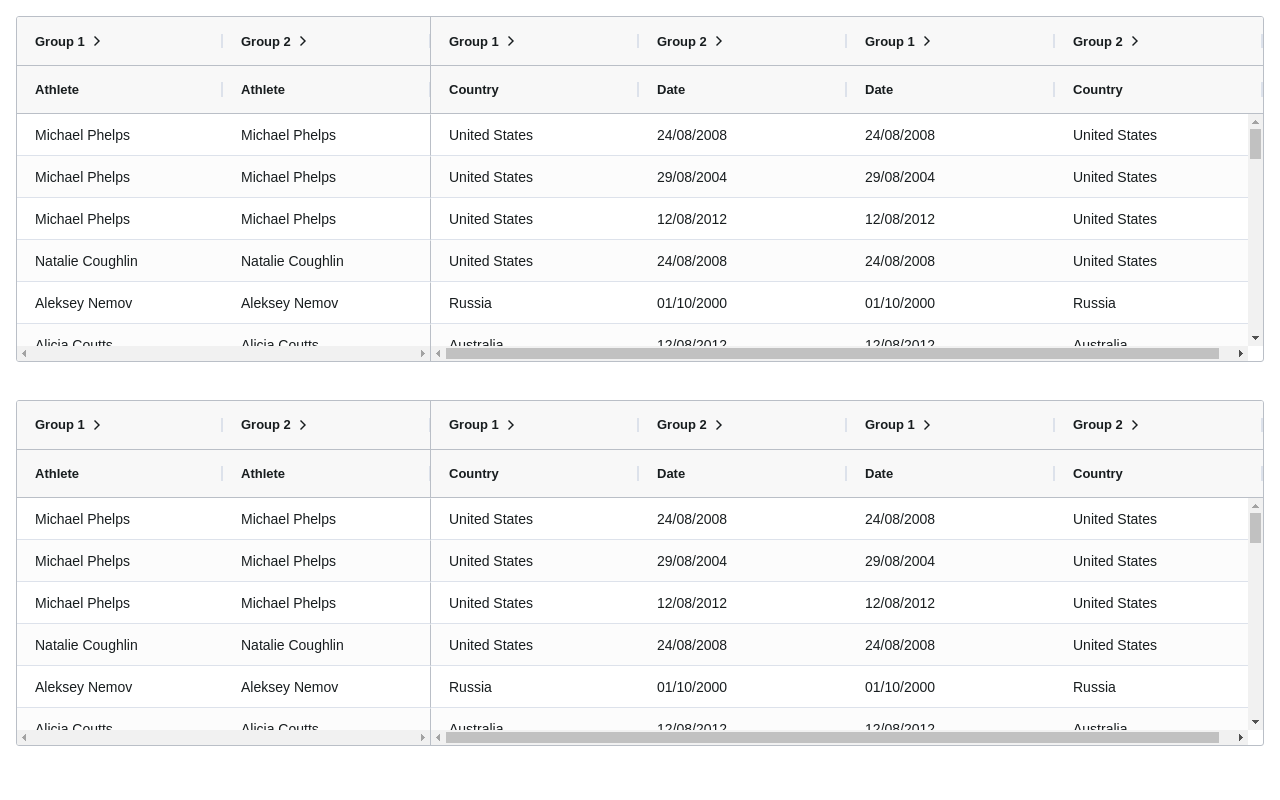 Group 1 Group 2 Group 1 Group 2 Group 1 Group 2
Athlete Athlete Country Date Date Country
Michael Phelps Michael Phelps United States 24/08/2008 24/08/2008 United States
Michael Phelps Michael Phelps United States 29/08/2004 29/08/2004 United States
Michael Phelps Michael Phelps United States 12/08/2012 12/08/2012 United States
Natalie Coughlin Natalie Coughlin United States 24/08/2008 24/08/2008 United States
Aleksey Nemov Aleksey Nemov Russia 01/10/2000 01/10/2000 Russia
Alicia Coutts Alicia Coutts Australia 12/08/2012 12/08/2012 Australia
Group 1 Group 2 Group 1 Group 2 Group 1 Group 2
Athlete Athlete Country Date Date Country
Michael Phelps Michael Phelps United States 24/08/2008 24/08/2008 United States
Michael Phelps Michael Phelps United States 29/08/2004 29/08/2004 United States
Michael Phelps Michael Phelps United States 12/08/2012 12/08/2012 United States
Natalie Coughlin Natalie Coughlin United States 24/08/2008 24/08/2008 United States
Aleksey Nemov Aleksey Nemov Russia 01/10/2000 01/10/2000 Russia
Alicia Coutts Alicia Coutts Australia 12/08/2012 12/08/2012 Australia